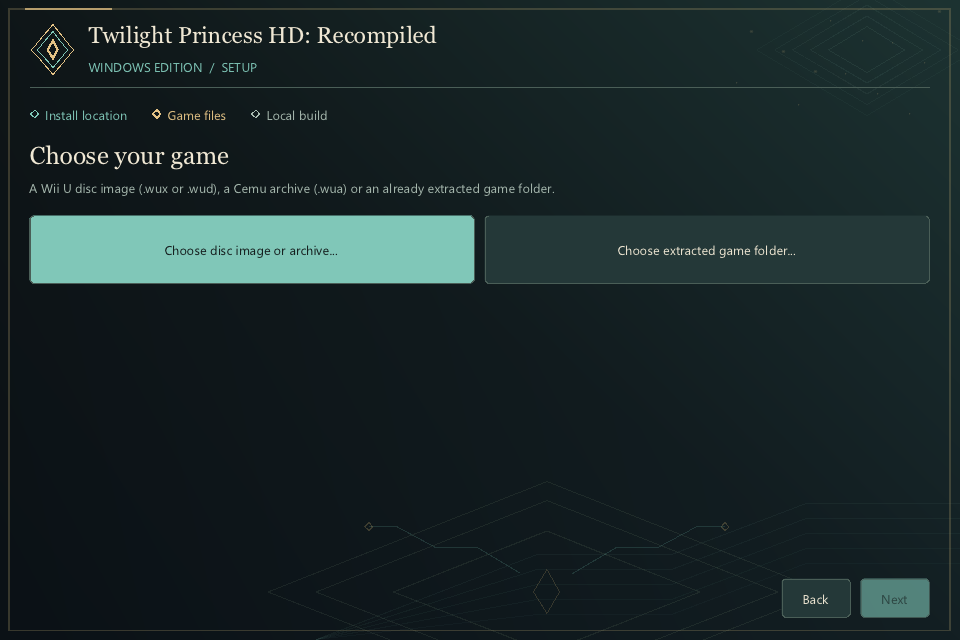 Twilight Princess HD: Recompiled
WINDOWS EDITION / SETUP
Install location Game files Local build
Choose your game
A Wii U disc image (.wux or .wud), a Cemu archive (.wua) or an already extracted game folder.
Choose disc image or archive... Choose extracted game folder...
Back Next